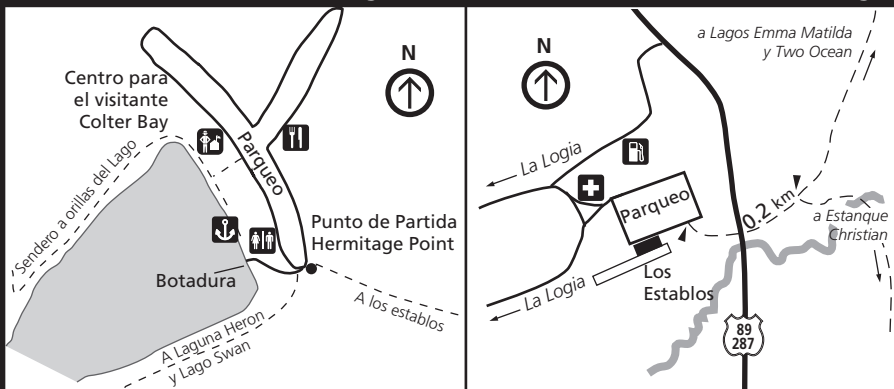 N
Centro para
el visitante
Colter Bay
Parqueo
Sendero a orillas del Lago
Punto de Partida
Hermitage Point
Botadura
A los establos
A Laguna Heron
y Lago Swan
N
a Lagos Emma Matilda
y Two Ocean
La Logia
Parqueo
0.2 km
a Estanque
Christian
La Logia
Los
Establos
89
287